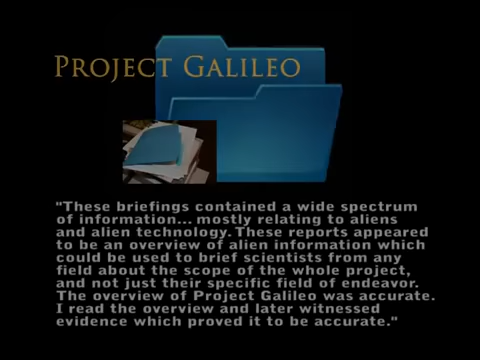 PROJECT GALILEO
"These briefings contained a wide spectrum
of information... mostly relating to aliens
and alien technology. These reports appeared
to be an overview of alien information which
could be used to brief scientists from any
field about the scope of the whole project,
and not just their specific field of endeavor.
The overview of Project Galileo was accurate.
I read the overview and later witnessed
evidence which proved it to be accurate."